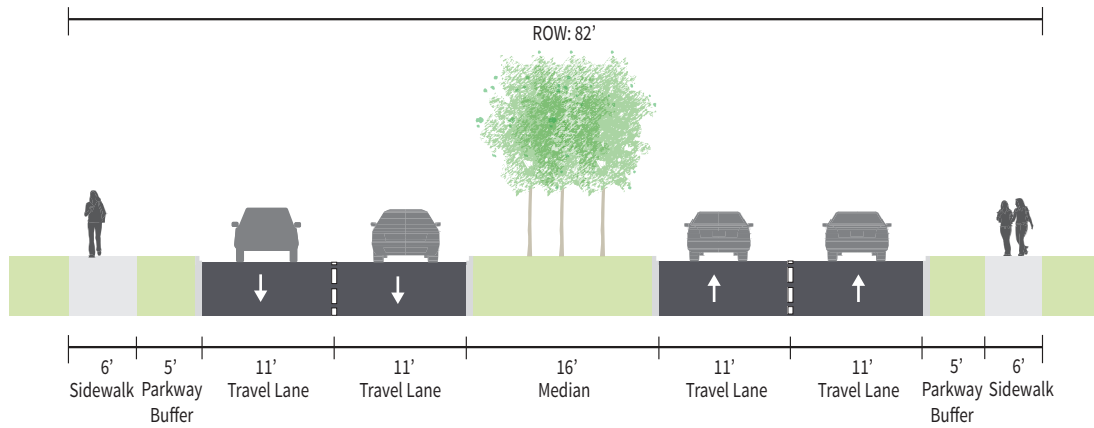 ROW: 82’
6’
Sidewalk
5’
Parkway
Buffer
11’
Travel Lane
11’
Travel Lane
16’
Median
11’
Travel Lane
11’
Travel Lane
5’
Parkway
Buffer
6’
Sidewalk